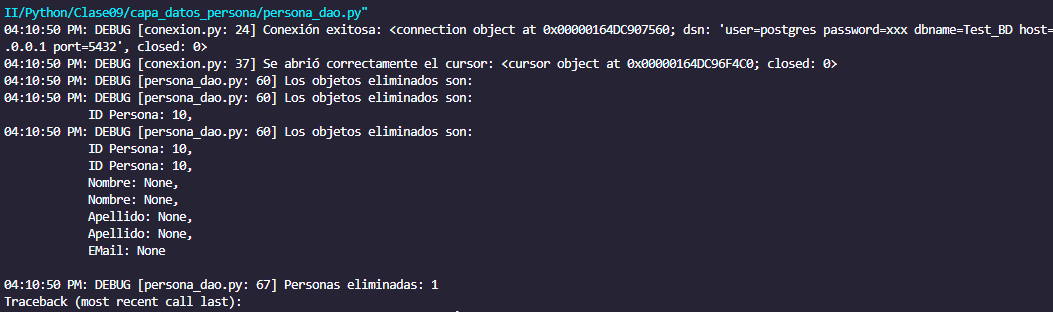 II/Python/Clase09/capa_datos_persona/persona_dao.py"
04:10:50 PM: DEBUG [conexion.py: 24] Conexión exitosa: <connection object at 0x00000164DC907560; dsn: 'user=postgres password=xxx dbname=Test_BD host=
.0.0.1 port=5432', closed: 0>
04:10:50 PM: DEBUG [conexion.py: 37] Se abrió correctamente el cursor: <cursor object at 0x00000164DC96F4C0; closed: 0>
04:10:50 PM: DEBUG [persona_dao.py: 60] Los objetos eliminados son:
04:10:50 PM: DEBUG [persona_dao.py: 60] Los objetos eliminados son:
ID Persona: 10,
04:10:50 PM: DEBUG [persona_dao.py: 60] Los objetos eliminados son:
ID Persona: 10,
ID Persona: 10,
Nombre: None,
Nombre: None,
Apellido: None,
Apellido: None,
EMail: None
04:10:50 PM: DEBUG [persona_dao.py: 67] Personas eliminadas: 1
Traceback (most recent call last):